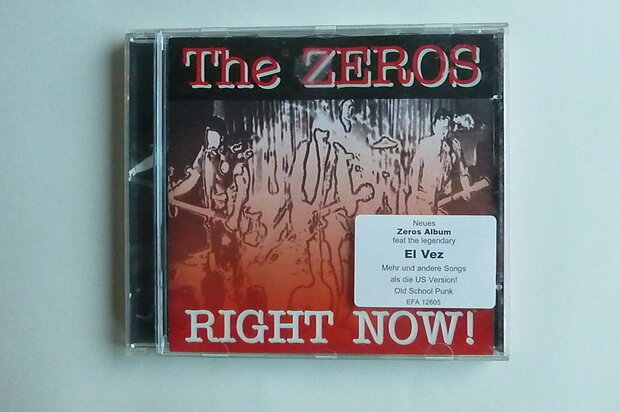 The ZEROS
Neues
Zeros Album
feat the legendary
El Vez
Mehr und andere Songs
als die US Version!
Old School Punk
EFA 12605
RIGHT NOW!